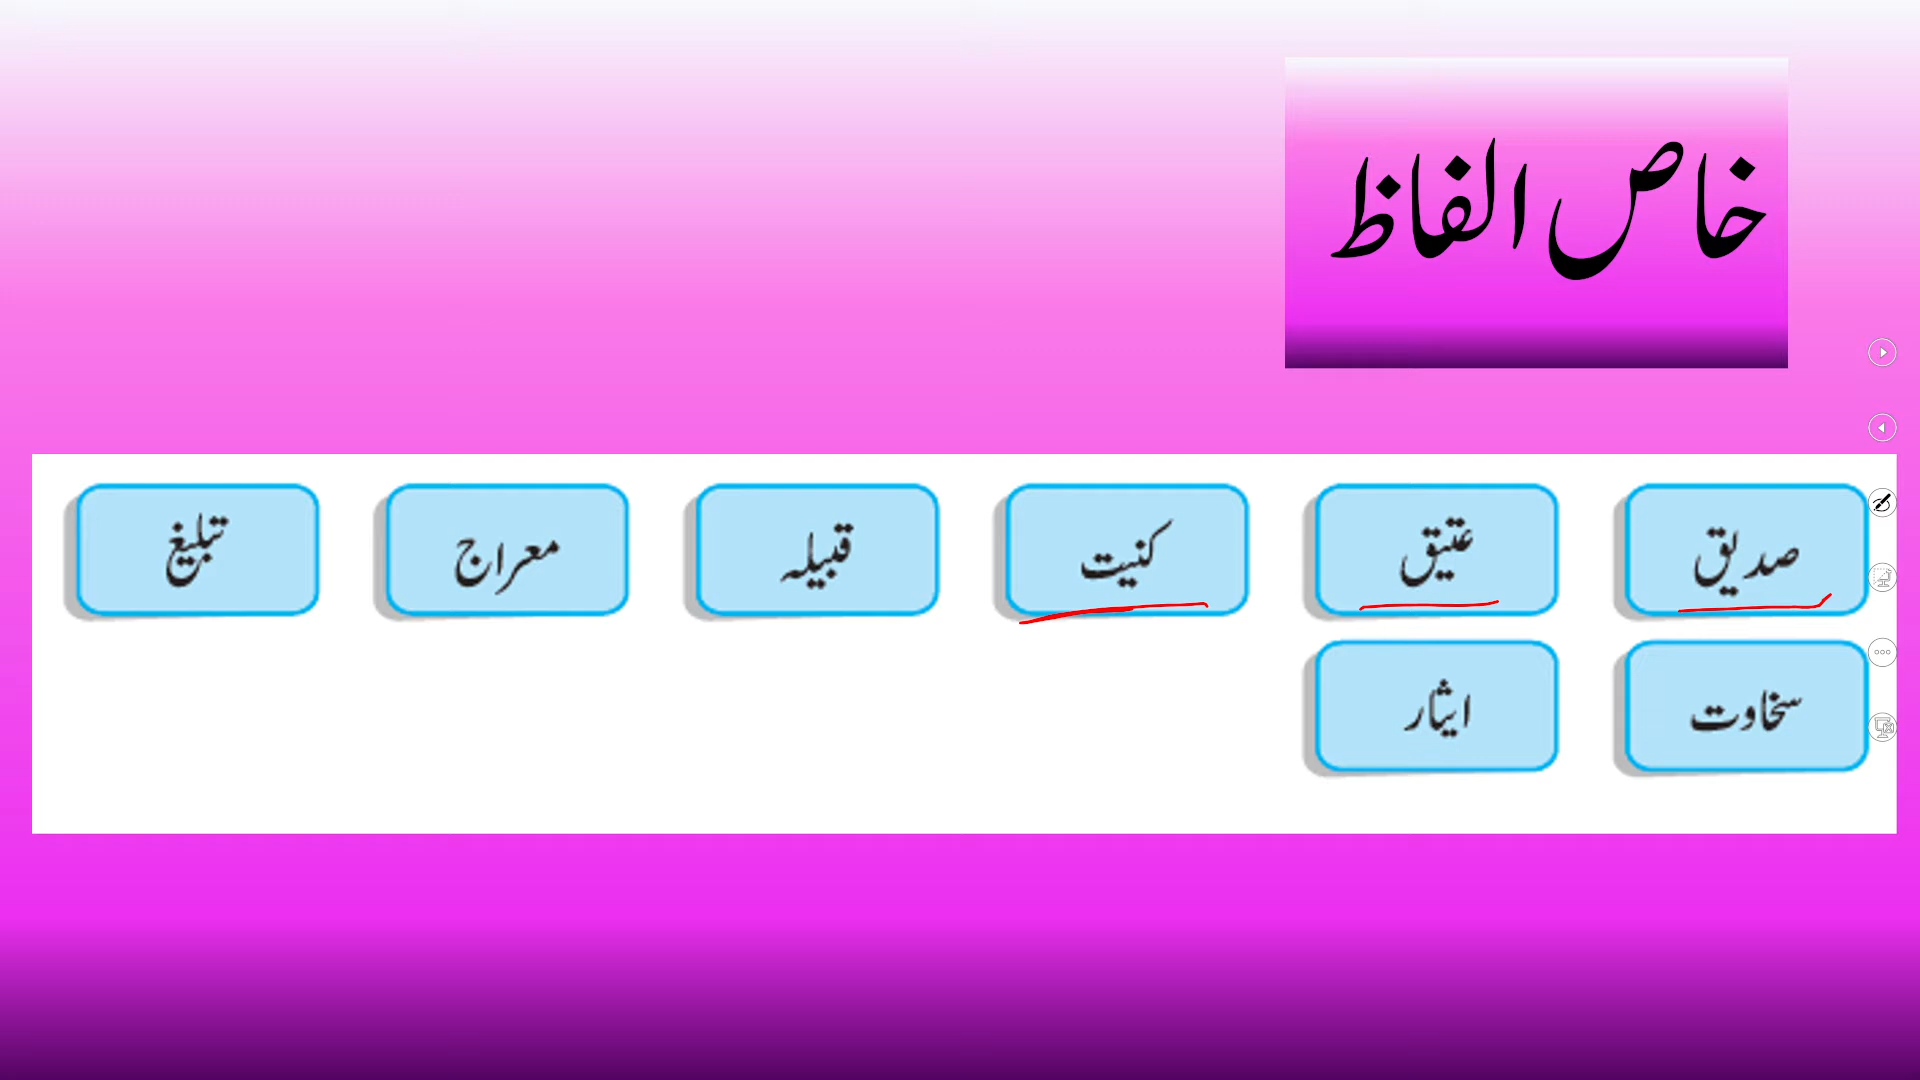 خاص الفاظ
صدیق عتیق کنیت قبیلہ معراج تبلیغ
سخاوت ایثار